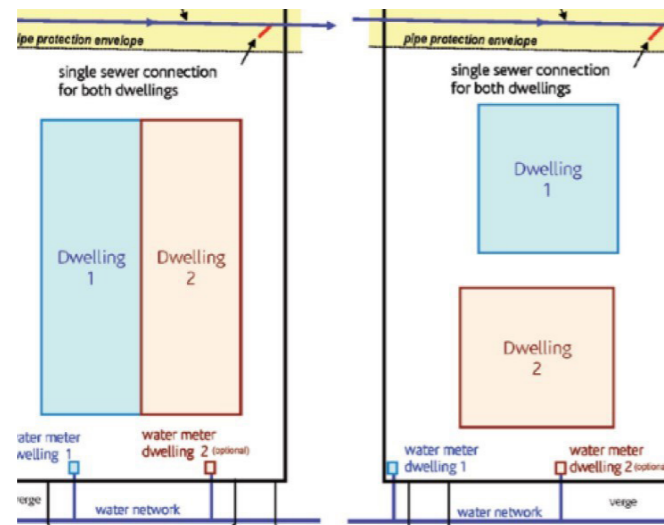 pipe protection envelope
single sewer connection
for both dwellings
Dwelling
1
Dwelling
2
water meter
dwelling 1
water meter
dwelling 2 (optional)
verge
water network
pipe protection envelope
single sewer connection
for both dwellings
Dwelling
1
Dwelling
2
water meter
dwelling 1
water meter
dwelling 2 (optional)
water network
verge